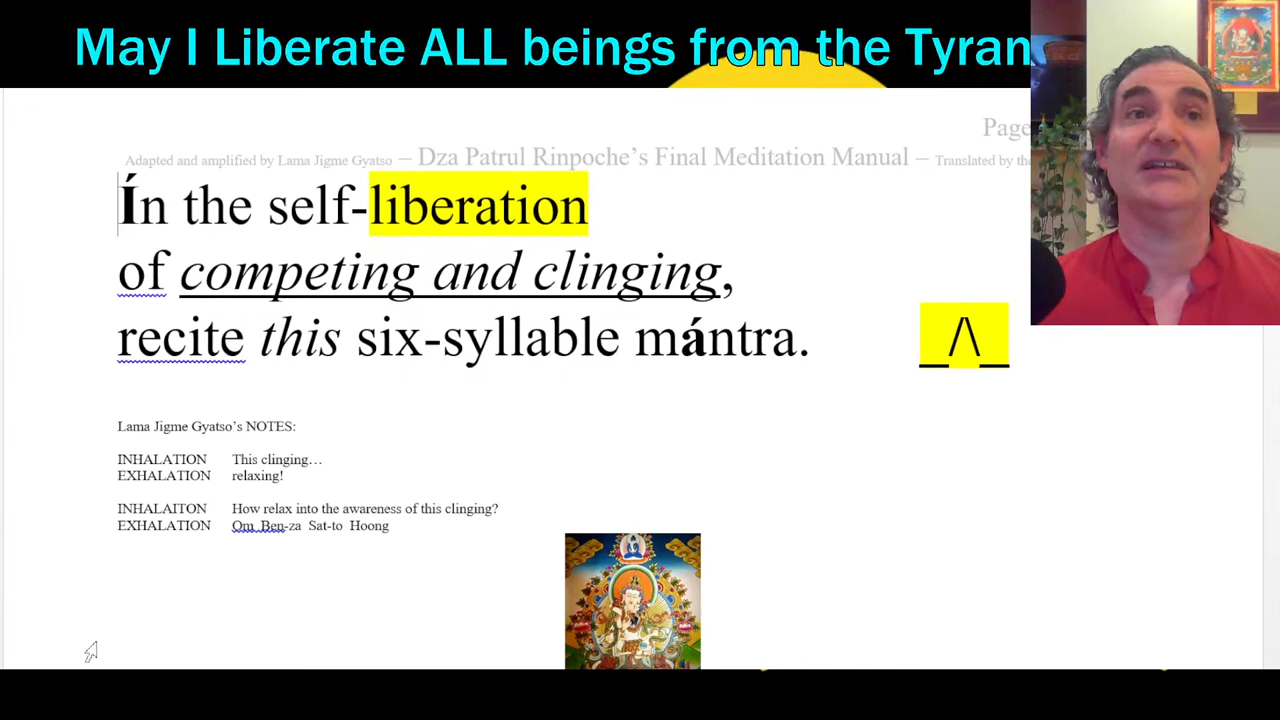 May I Liberate ALL beings from the Tyran
Page
Adapted and amplified by Lama Jigme Gyatso – Dza Patrul Rinpoche’s Final Meditation Manual – Translated by the
Ín the self-liberation
of competing and clinging,
recite this six-syllable mántra. _/\_
Lama Jigme Gyatso’s NOTES:
INHALATION This clinging…
EXHALATION relaxing!
INHALAITON How relax into the awareness of this clinging?
EXHALATION Om Ben-za Sat-to Hoong